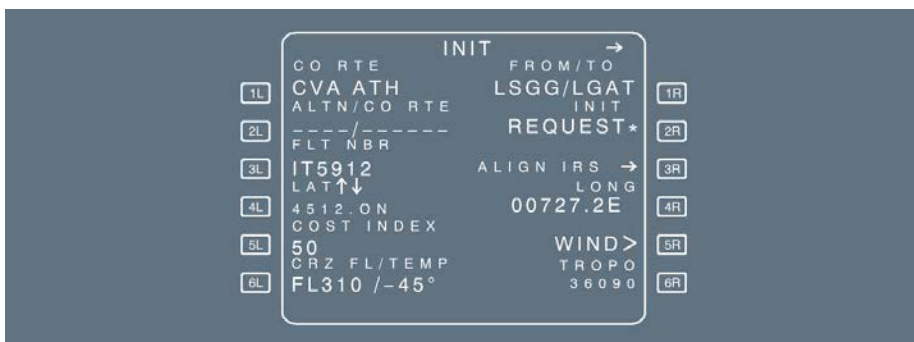 INIT →
CO RTE FROM/TO
1L CVA ATH LSGG/LGAT 1R
ALTN/CO RTE INIT
2L ----/------ REQUEST* 2R
FLT NBR
3L IT5912 ALIGN IRS → 3R
LAT↑↓ LONG
4L 4512.0N 00727.2E 4R
COST INDEX
5L 50 WIND> 5R
CRZ FL/TEMP TROPO
6L FL310 /-45° 36090 6R